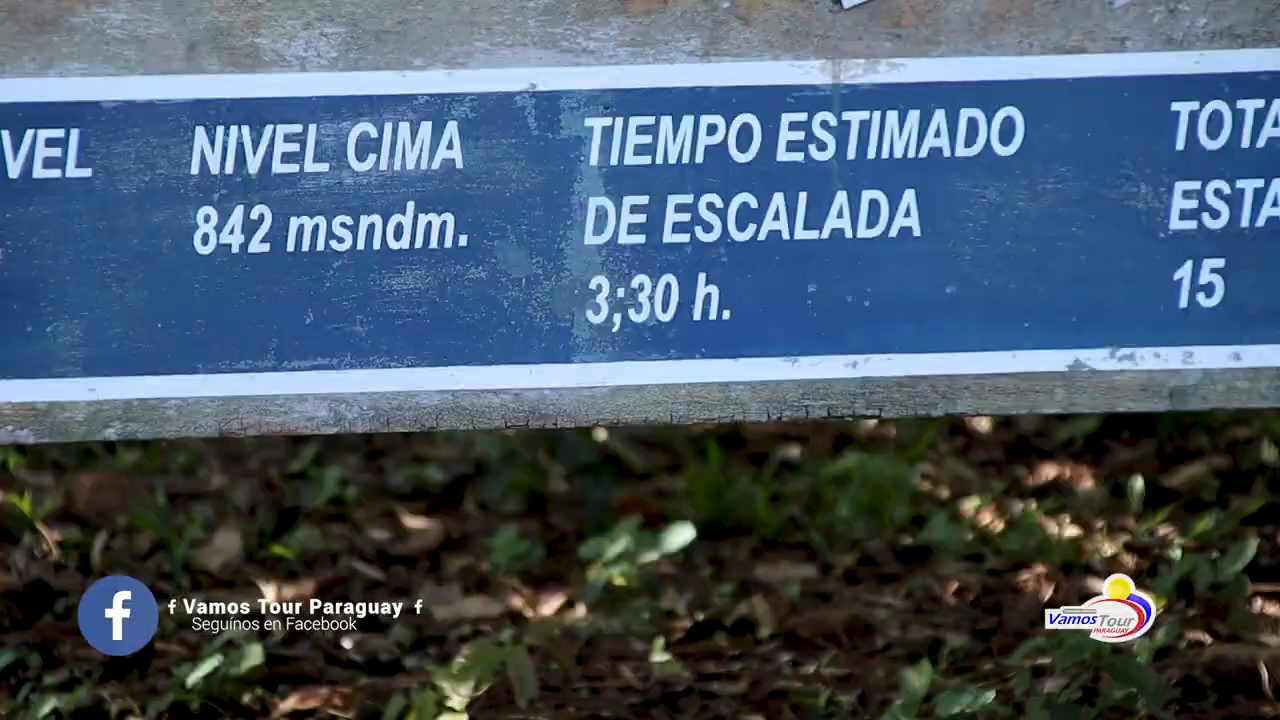 VEL
NIVEL CIMA
842 msndm.
TIEMPO ESTIMADO
DE ESCALADA
3;30 h.
TOTA
ESTA
15
f Vamos Tour Paraguay f
Seguínos en Facebook
Vamos Tour
PARAGUAY